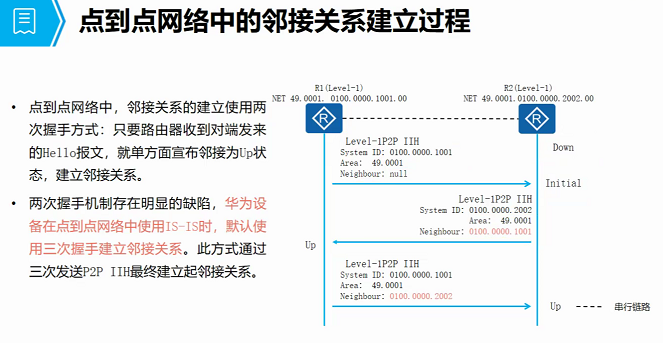 点到点网络中的邻接关系建立过程
• 点到点网络中，邻接关系的建立使用两
次握手方式：只要路由器收到对端发来
的Hello报文，就单方面宣布邻接为Up状
态，建立邻接关系。
• 两次握手机制存在明显的缺陷，华为设
备在点到点网络中使用IS-IS时，默认使
用三次握手建立邻接关系。此方式通过
三次发送P2P IIH最终建立起邻接关系。
R1(Level-1)
NET 49.0001. 0100.0000.1001.00
R2(Level-1)
NET 49.0001.0100.0000.2002.00
R
R
Down
Level-1P2P IIH
System ID: 0100.0000.1001
Area: 49.0001
Neighbour: null
Initial
Level-1P2P IIH
System ID: 0100.0000.2002
Area: 49.0001
Neighbour: 0100.0000.1001
Up
Level-1P2P IIH
System ID: 0100.0000.1001
Area: 49.0001
Neighbour: 0100.0000.2002
Up
串行链路